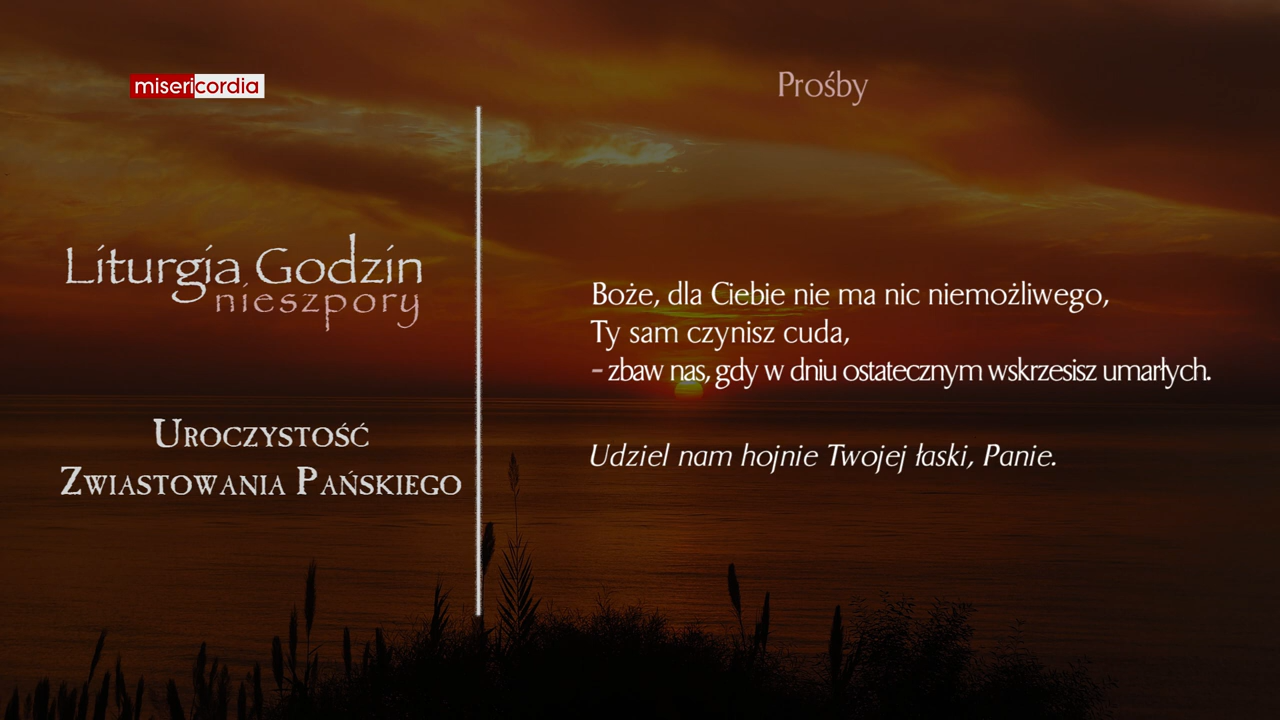 misericordia
Liturgia Godzin
nieszpory
Uroczystość
Zwiastowania Pańskiego
Prośby
Boże, dla Ciebie nie ma nic niemożliwego,
Ty sam czynisz cuda,
- zbaw nas, gdy w dniu ostatecznym wskrzesisz umarłych.
Udziel nam hojnie Twojej łaski, Panie.